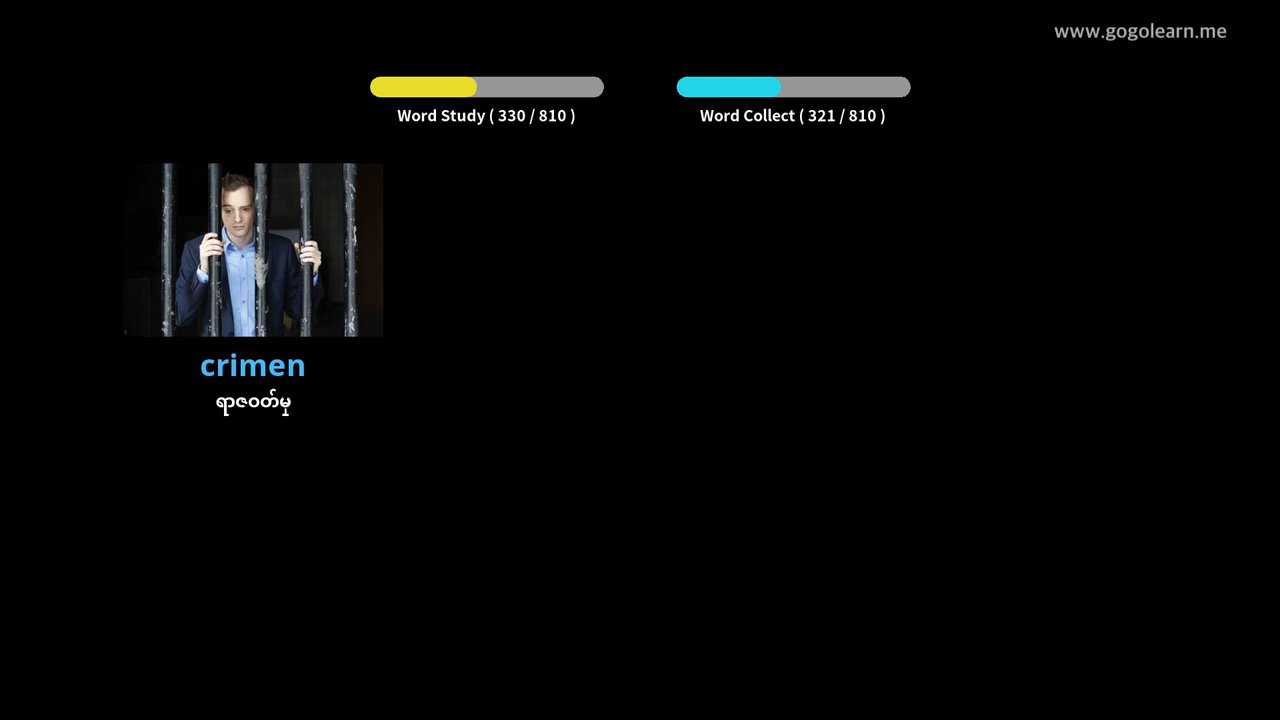 www.gogolearn.me
Word Study ( 330 / 810 )
Word Collect ( 321 / 810 )
crimen
ရာဇဝတ်မှု